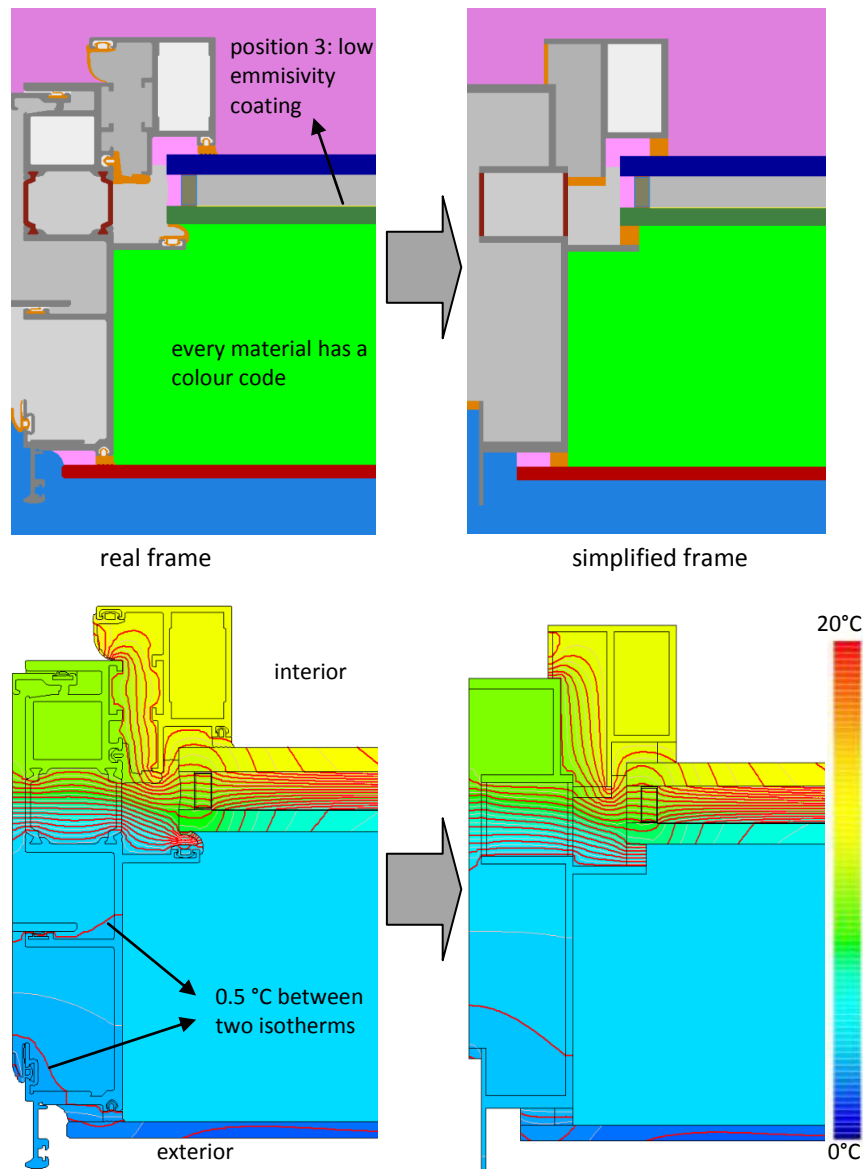 position 3: low
emmisivity
coating
every material has a
colour code
real frame
simplified frame
interior
20°C
0.5 °C between
two isotherms
exterior
0°C